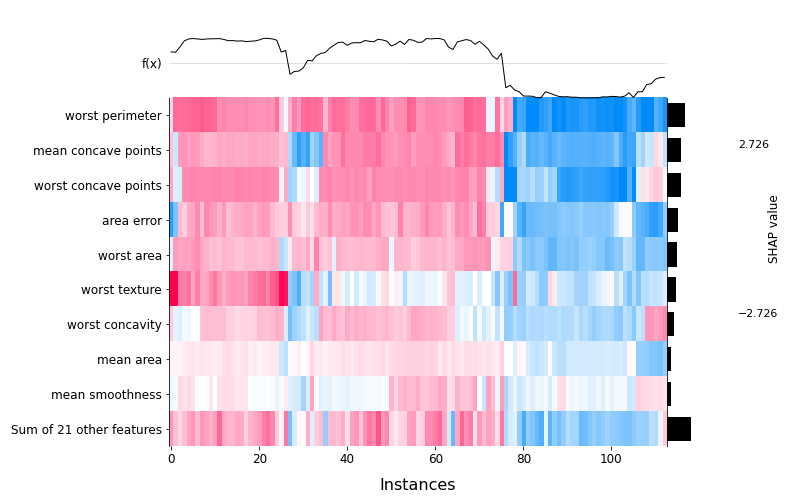 f(x)
worst perimeter
mean concave points
worst concave points
area error
worst area
worst texture
worst concavity
mean area
mean smoothness
Sum of 21 other features
0 20 40 60 80 100
Instances
2.726
SHAP value
−2.726